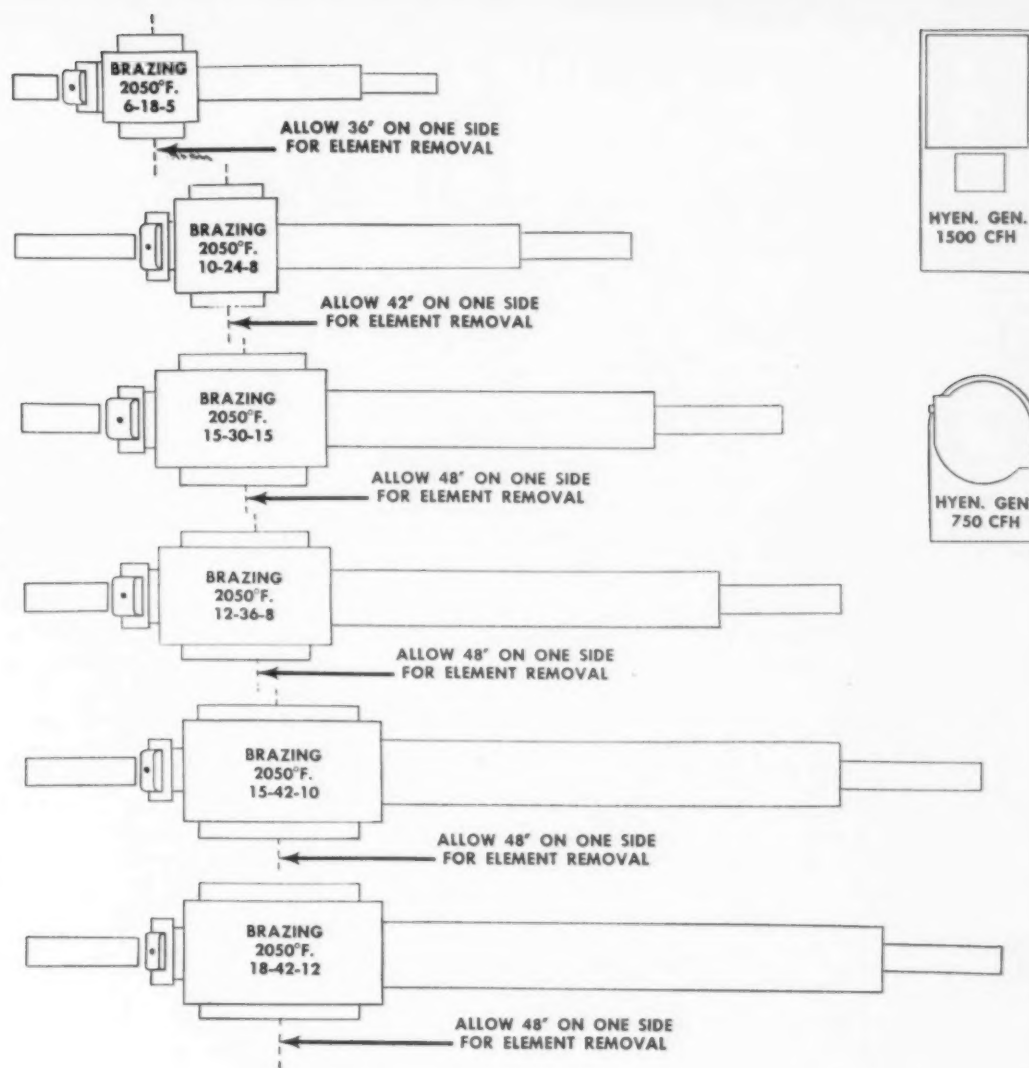 BRAZING
2050°F.
6-18-5
ALLOW 36" ON ONE SIDE
FOR ELEMENT REMOVAL
BRAZING
2050°F.
10-24-8
ALLOW 42" ON ONE SIDE
FOR ELEMENT REMOVAL
BRAZING
2050°F.
15-30-15
ALLOW 48" ON ONE SIDE
FOR ELEMENT REMOVAL
BRAZING
2050°F.
12-36-8
ALLOW 48" ON ONE SIDE
FOR ELEMENT REMOVAL
BRAZING
2050°F.
15-42-10
ALLOW 48" ON ONE SIDE
FOR ELEMENT REMOVAL
BRAZING
2050°F.
18-42-12
ALLOW 48" ON ONE SIDE
FOR ELEMENT REMOVAL
HYEN. GEN.
1500 CFH
HYEN. GEN
750 CFH